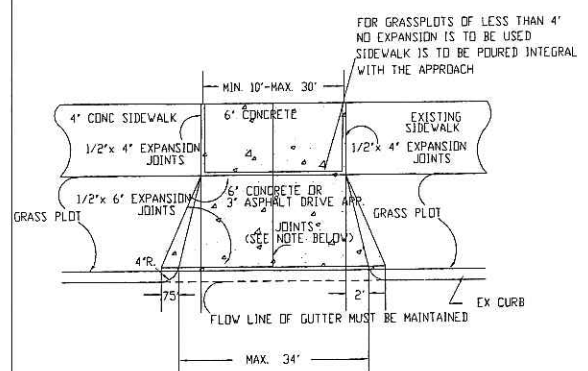 FOR GRASSPLOTS OF LESS THAN 4'
NO EXPANSION IS TO BE USED
SIDEWALK IS TO BE POURED INTEGRAL
WITH THE APPROACH
MIN. 10'-MAX. 30'
4" CONC SIDEWALK
6" CONCRETE
EXISTING
SIDEWALK
1/2"x 4" EXPANSION
JOINTS
1/2"x 4" EXPANSION
JOINTS
1/2"x 6" EXPANSION
JOINTS
6" CONCRETE OR
3" ASPHALT DRIVE APP.
GRASS PLOT
GRASS PLOT
JOINTS
(SEE NOTE BELOW)
4"R.
75'
2'
EX CURB
FLOW LINE OF GUTTER MUST BE MAINTAINED
MAX. 34'